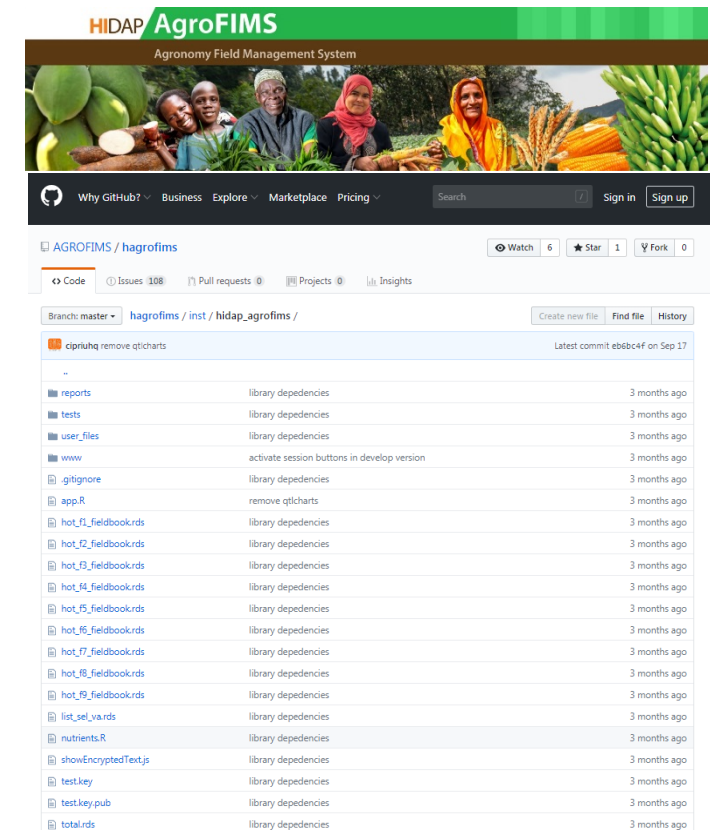 HIDAP AgroFIMS
Agronomy Field Management System
Why GitHub? Business Explore Marketplace Pricing Search / Sign in Sign up
AGROFIMS / hagrofims Watch 6 Star 1 Fork 0
<> Code Issues 108 Pull requests 0 Projects 0 Insights
Branch: master hagrofims / inst / hidap_agrofims / Create new file Find file History
cipriuhq remove qtlcharts Latest commit eb6bc4f on Sep 17
..
reports library depedencies 3 months ago
tests library depedencies 3 months ago
user_files library depedencies 3 months ago
www activate session buttons in develop version 3 months ago
.gitignore library depedencies 3 months ago
app.R remove qtlcharts 3 months ago
hot_f1_fieldbook.rds library depedencies 3 months ago
hot_f2_fieldbook.rds library depedencies 3 months ago
hot_f3_fieldbook.rds library depedencies 3 months ago
hot_f4_fieldbook.rds library depedencies 3 months ago
hot_f5_fieldbook.rds library depedencies 3 months ago
hot_f6_fieldbook.rds library depedencies 3 months ago
hot_f7_fieldbook.rds library depedencies 3 months ago
hot_f8_fieldbook.rds library depedencies 3 months ago
hot_f9_fieldbook.rds library depedencies 3 months ago
list_sel_va.rds library depedencies 3 months ago
nutrients.R library depedencies 3 months ago
showEncryptedText.js library depedencies 3 months ago
test.key library depedencies 3 months ago
test.key.pub library depedencies 3 months ago
total.rds library depedencies 3 months ago